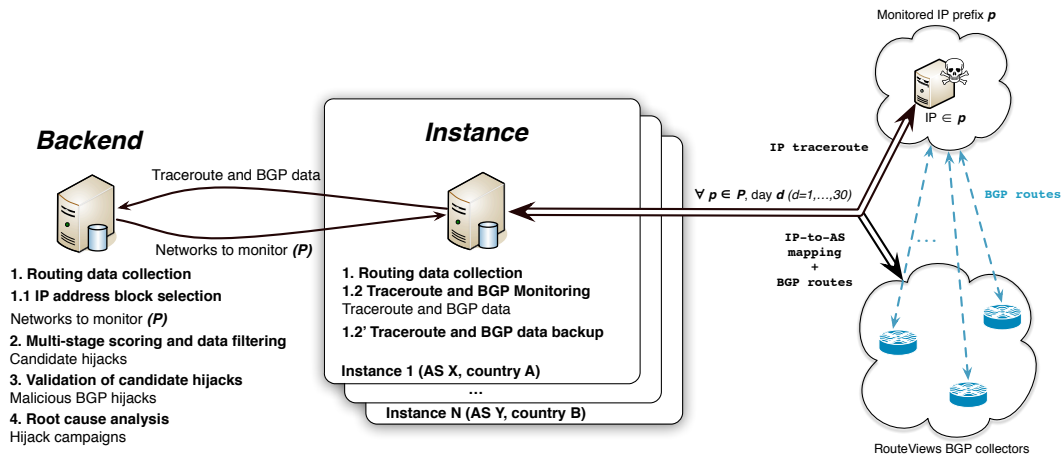 Backend
Traceroute and BGP data
Networks to monitor (P)
1. Routing data collection
1.1 IP address block selection
Networks to monitor (P)
2. Multi-stage scoring and data filtering
Candidate hijacks
3. Validation of candidate hijacks
Malicious BGP hijacks
4. Root cause analysis
Hijack campaigns
Instance
1. Routing data collection
1.2 Traceroute and BGP Monitoring
Traceroute and BGP data
1.2' Traceroute and BGP data backup
Instance 1 (AS X, country A)
...
Instance N (AS Y, country B)
∀ p ∈ P, day d (d=1,...,30)
Monitored IP prefix p
IP ∈ p
IP traceroute
BGP routes
IP-to-AS
mapping
+
BGP routes
...
RouteViews BGP collectors